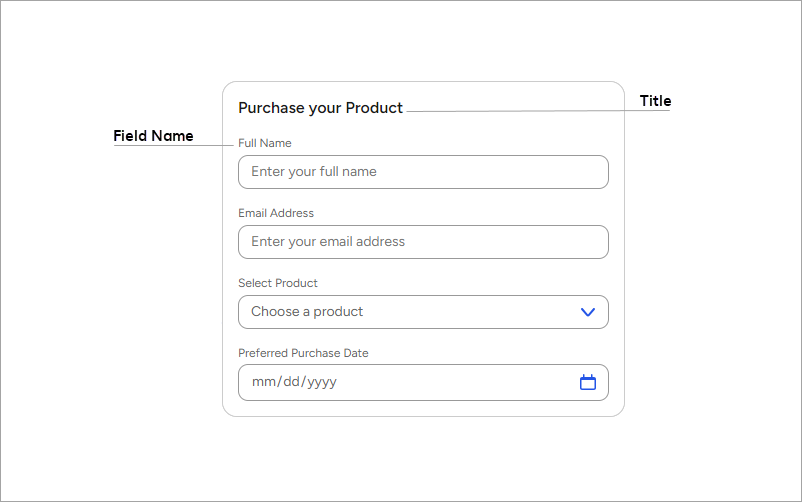 Purchase your Product
Title
Field Name
Full Name
Enter your full name
Email Address
Enter your email address
Select Product
Choose a product
Preferred Purchase Date
mm/dd/yyyy